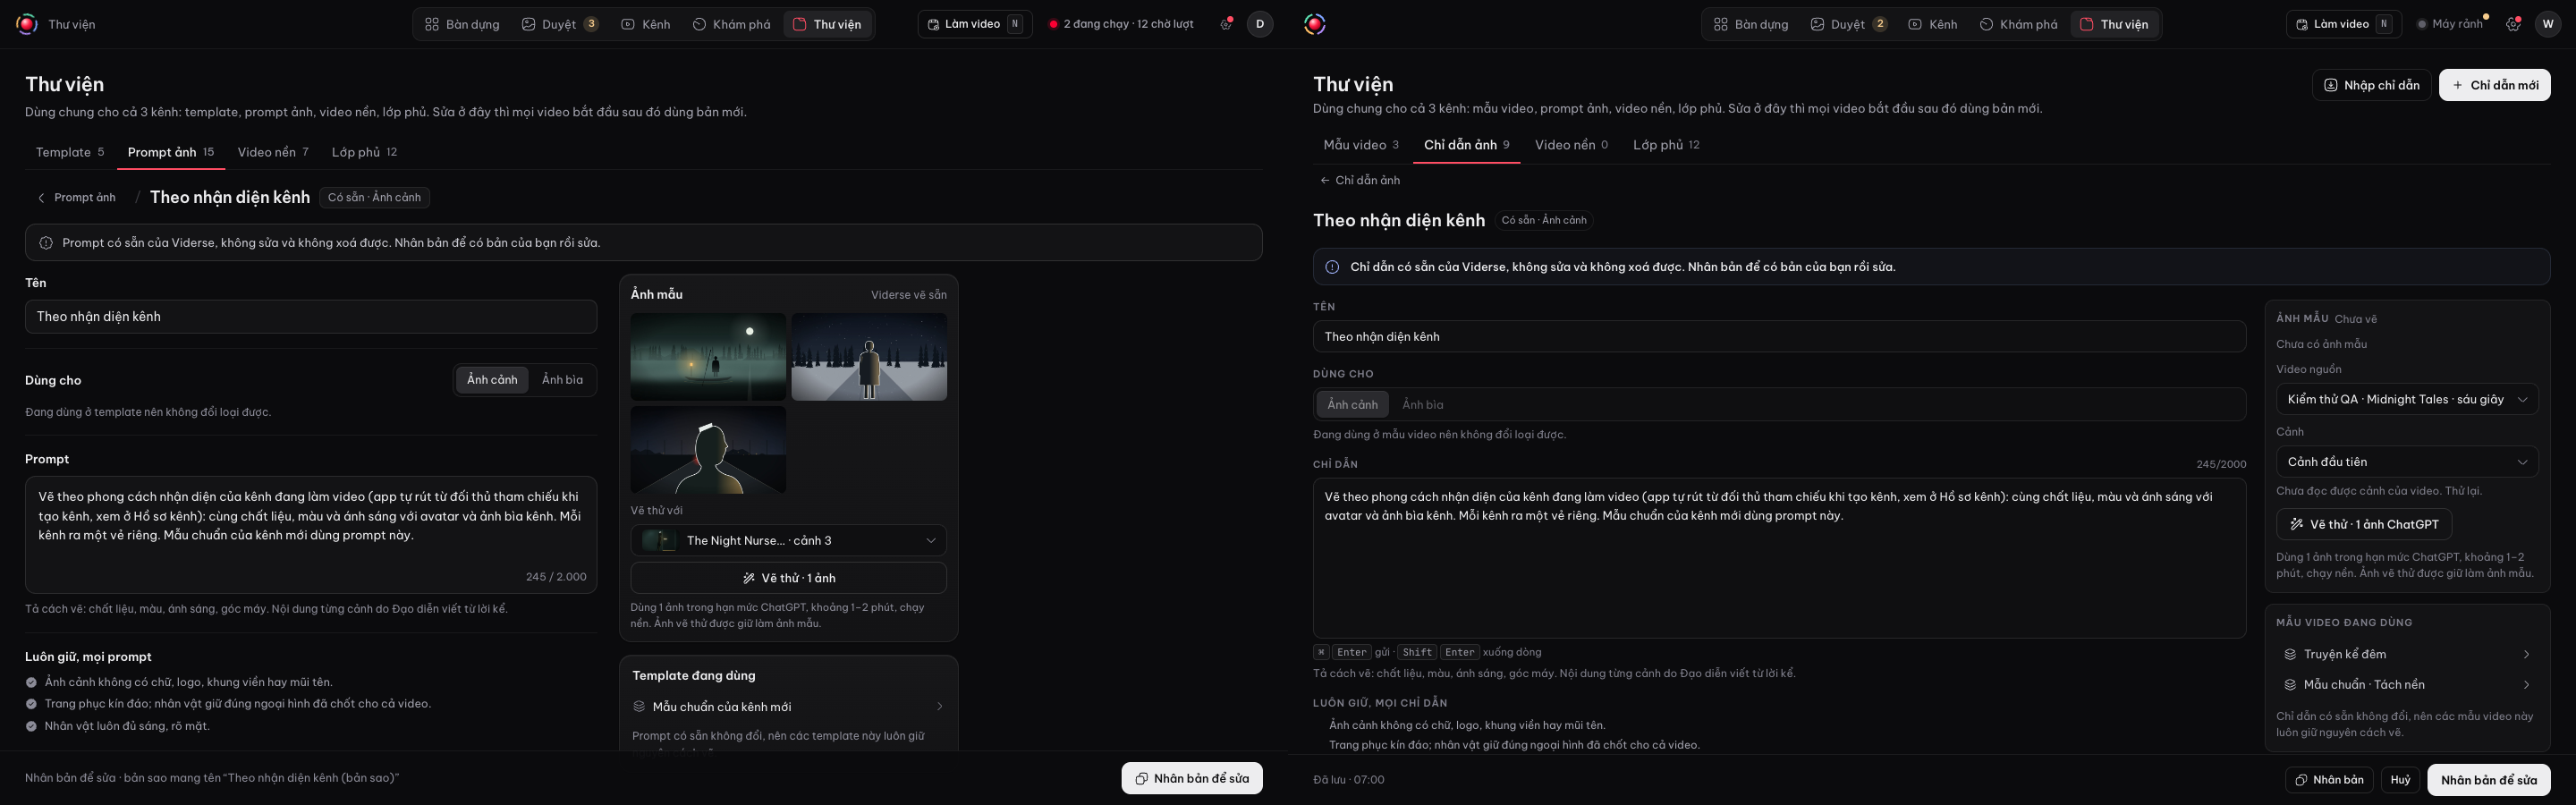 Thư viện
Bàn dựng
Duyệt 3
Kênh
Khám phá
Thư viện
Làm video N
2 đang chạy · 12 chờ lượt
D
Thư viện
Dùng chung cho cả 3 kênh: template, prompt ảnh, video nền, lớp phủ. Sửa ở đây thì mọi video bắt đầu sau đó dùng bản mới.
Template 5
Prompt ảnh 15
Video nền 7
Lớp phủ 12
Prompt ảnh
/ Theo nhận diện kênh
Có sẵn · Ảnh cảnh
Prompt có sẵn của Viderse, không sửa và không xoá được. Nhân bản để có bản của bạn rồi sửa.
Tên
Theo nhận diện kênh
Dùng cho
Ảnh cảnh
Ảnh bìa
Đang dùng ở template nên không đổi loại được.
Prompt
Vẽ theo phong cách nhận diện của kênh đang làm video (app tự rút từ đối thủ tham chiếu khi
tạo kênh, xem ở Hồ sơ kênh): cùng chất liệu, màu và ánh sáng với avatar và ảnh bìa kênh. Mỗi
kênh ra một vẻ riêng. Mẫu chuẩn của kênh mới dùng prompt này.
245 / 2.000
Tả cách vẽ: chất liệu, màu, ánh sáng, góc máy. Nội dung từng cảnh do Đạo diễn viết từ lời kể.
Luôn giữ, mọi prompt
Ảnh cảnh không có chữ, logo, khung viền hay mũi tên.
Trang phục kín đáo; nhân vật giữ đúng ngoại hình đã chốt cho cả video.
Nhân vật luôn đủ sáng, rõ mặt.
Ảnh mẫu
Viderse vẽ sẵn
Vẽ thử với
The Night Nurse... · cảnh 3
Vẽ thử · 1 ảnh
Dùng 1 ảnh trong hạn mức ChatGPT, khoảng 1–2 phút, chạy
nền. Ảnh vẽ thử được giữ làm ảnh mẫu.
Template đang dùng
Mẫu chuẩn của kênh mới
Prompt có sẵn không đổi, nên các template này luôn giữ
Nhân bản để sửa · bản sao mang tên “Theo nhận diện kênh (bản sao)”
Nhân bản để sửa
Bàn dựng
Duyệt 2
Kênh
Khám phá
Thư viện
Làm video N
Máy rảnh
W
Thư viện
Dùng chung cho cả 3 kênh: mẫu video, prompt ảnh, video nền, lớp phủ. Sửa ở đây thì mọi video bắt đầu sau đó dùng bản mới.
Nhập chỉ dẫn
+ Chỉ dẫn mới
Mẫu video 3
Chỉ dẫn ảnh 9
Video nền 0
Lớp phủ 12
← Chỉ dẫn ảnh
Theo nhận diện kênh
Có sẵn · Ảnh cảnh
Chỉ dẫn có sẵn của Viderse, không sửa và không xoá được. Nhân bản để có bản của bạn rồi sửa.
TÊN
Theo nhận diện kênh
DÙNG CHO
Ảnh cảnh
Ảnh bìa
Đang dùng ở mẫu video nên không đổi loại được.
CHỈ DẪN
245/2000
Vẽ theo phong cách nhận diện của kênh đang làm video (app tự rút từ đối thủ tham chiếu khi tạo kênh, xem ở Hồ sơ kênh): cùng chất liệu, màu và ánh sáng với
avatar và ảnh bìa kênh. Mỗi kênh ra một vẻ riêng. Mẫu chuẩn của kênh mới dùng prompt này.
⌘ Enter gửi · Shift Enter xuống dòng
Tả cách vẽ: chất liệu, màu, ánh sáng, góc máy. Nội dung từng cảnh do Đạo diễn viết từ lời kể.
LUÔN GIỮ, MỌI CHỈ DẪN
Ảnh cảnh không có chữ, logo, khung viền hay mũi tên.
Trang phục kín đáo; nhân vật giữ đúng ngoại hình đã chốt cho cả video.
ẢNH MẪU Chưa vẽ
Chưa có ảnh mẫu
Video nguồn
Kiểm thử QA · Midnight Tales · sáu giây
Cảnh
Cảnh đầu tiên
Chưa đọc được cảnh của video. Thử lại.
Vẽ thử · 1 ảnh ChatGPT
Dùng 1 ảnh trong hạn mức ChatGPT, khoảng 1–2
phút, chạy nền. Ảnh vẽ thử được giữ làm ảnh mẫu.
MẪU VIDEO ĐANG DÙNG
Truyện kể đêm
Mẫu chuẩn · Tách nền
Chỉ dẫn có sẵn không đổi, nên các mẫu video này
luôn giữ nguyên cách vẽ.
Đã lưu · 07:00
Nhân bản
Huỷ
Nhân bản để sửa